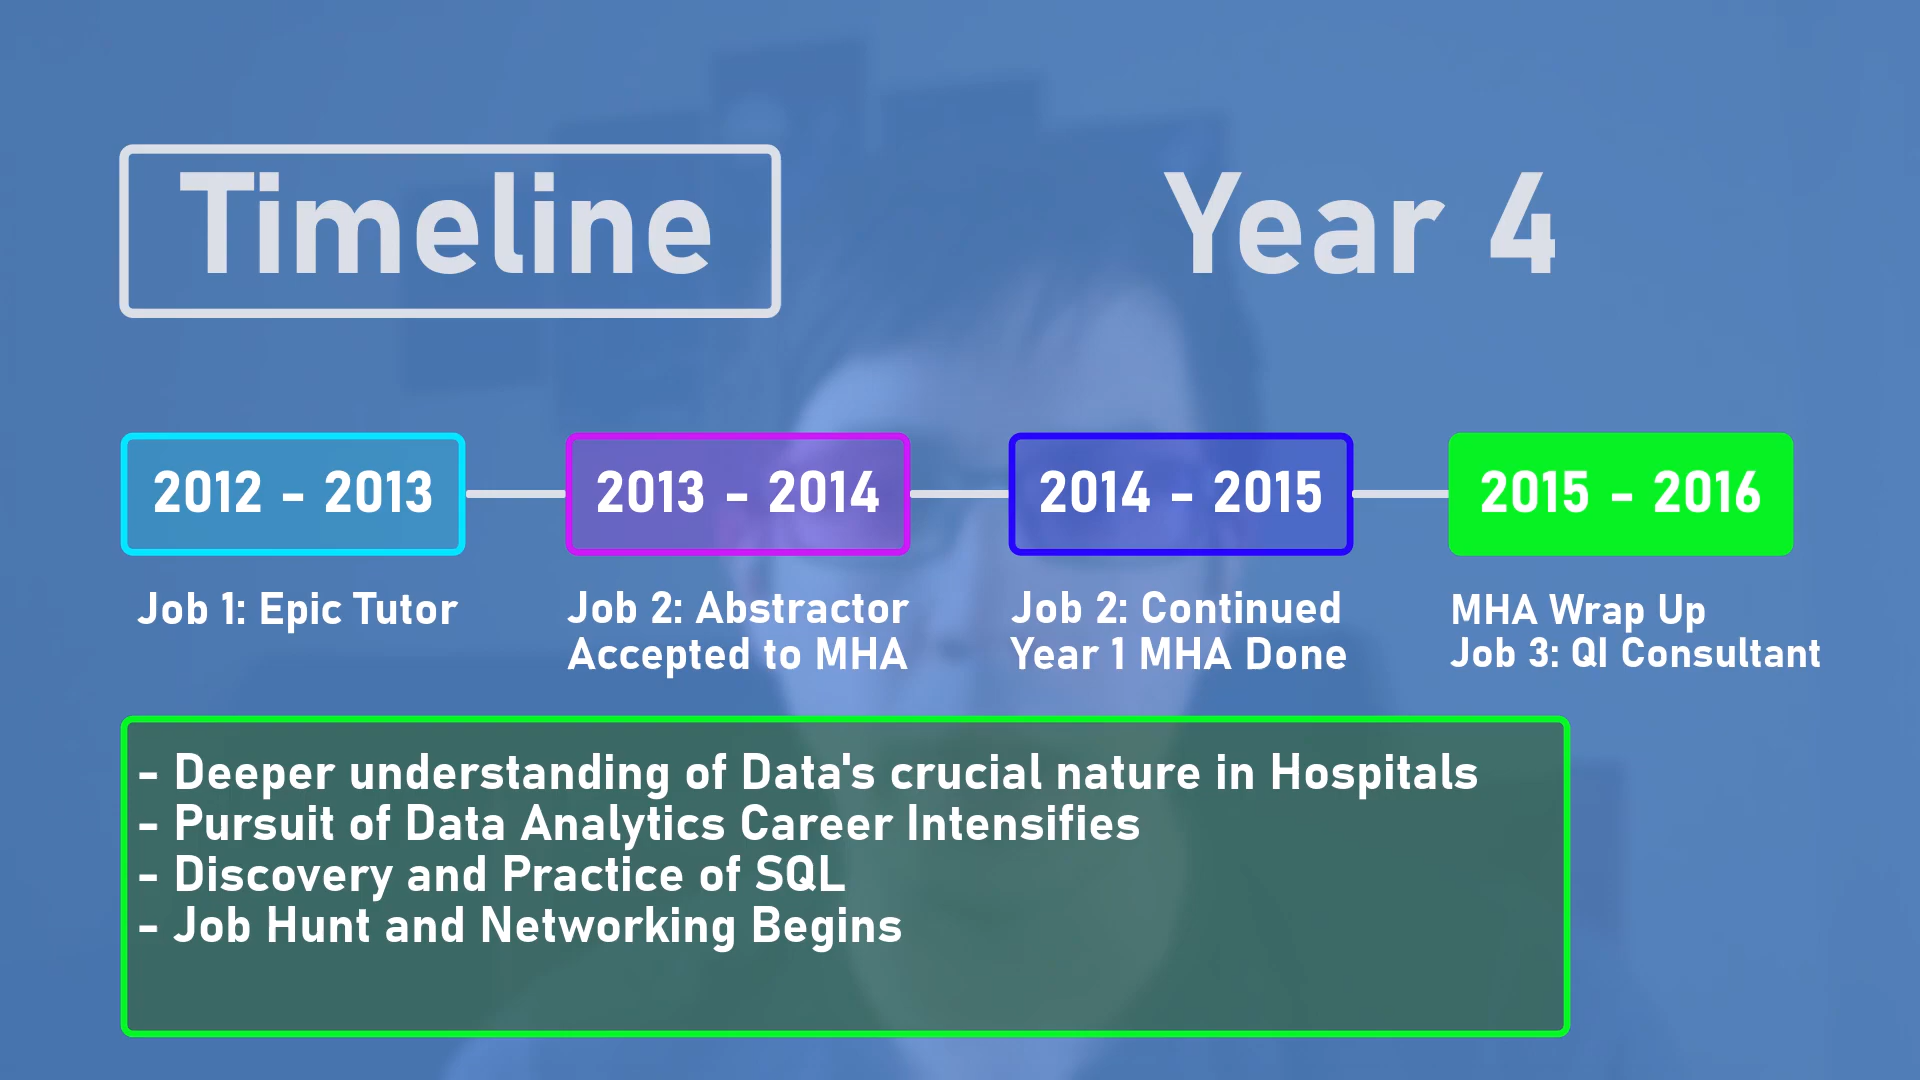 Timeline
Year 4
2012 - 2013
2013 - 2014
2014 - 2015
2015 - 2016
Job 1: Epic Tutor
Job 2: Abstractor
Accepted to MHA
Job 2: Continued
Year 1 MHA Done
MHA Wrap Up
Job 3: QI Consultant
- Deeper understanding of Data's crucial nature in Hospitals
- Pursuit of Data Analytics Career Intensifies
- Discovery and Practice of SQL
- Job Hunt and Networking Begins